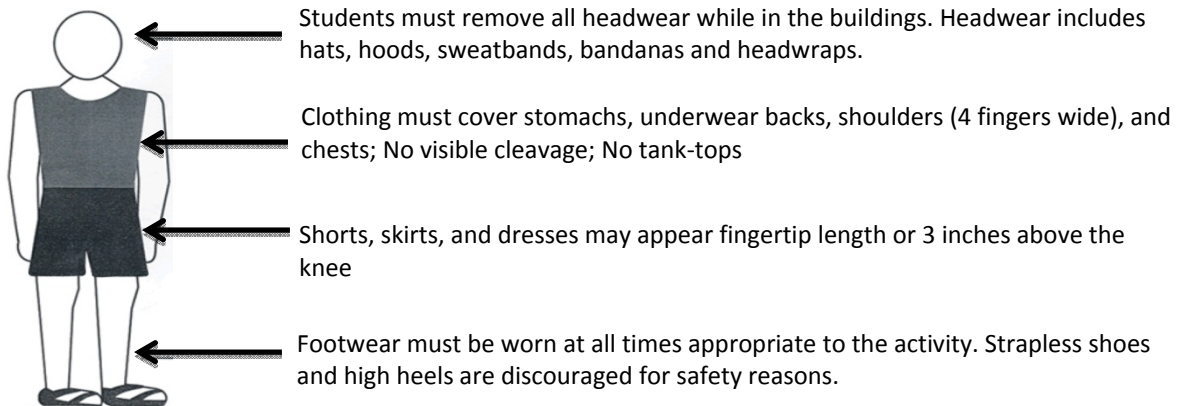 Students must remove all headwear while in the buildings. Headwear includes
hats, hoods, sweatbands, bandanas and headwraps.
Clothing must cover stomachs, underwear backs, shoulders (4 fingers wide), and
chests; No visible cleavage; No tank-tops
Shorts, skirts, and dresses may appear fingertip length or 3 inches above the
knee
Footwear must be worn at all times appropriate to the activity. Strapless shoes
and high heels are discouraged for safety reasons.